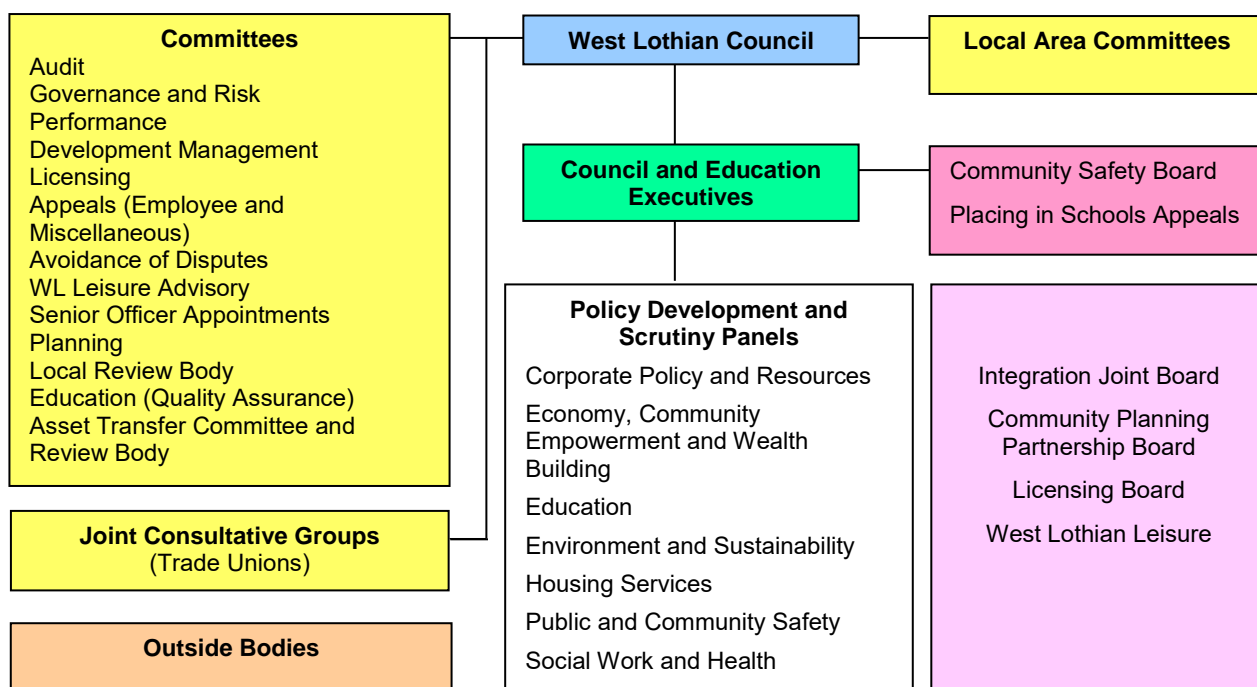 Committees
Audit
Governance and Risk
Performance
Development Management
Licensing
Appeals (Employee and
Miscellaneous)
Avoidance of Disputes
WL Leisure Advisory
Senior Officer Appointments
Planning
Local Review Body
Education (Quality Assurance)
Asset Transfer Committee and
Review Body
Joint Consultative Groups
(Trade Unions)
Outside Bodies
West Lothian Council
Council and Education
Executives
Policy Development and
Scrutiny Panels
Corporate Policy and Resources
Economy, Community
Empowerment and Wealth
Building
Education
Environment and Sustainability
Housing Services
Public and Community Safety
Social Work and Health
Local Area Committees
Community Safety Board
Placing in Schools Appeals
Integration Joint Board
Community Planning
Partnership Board
Licensing Board
West Lothian Leisure